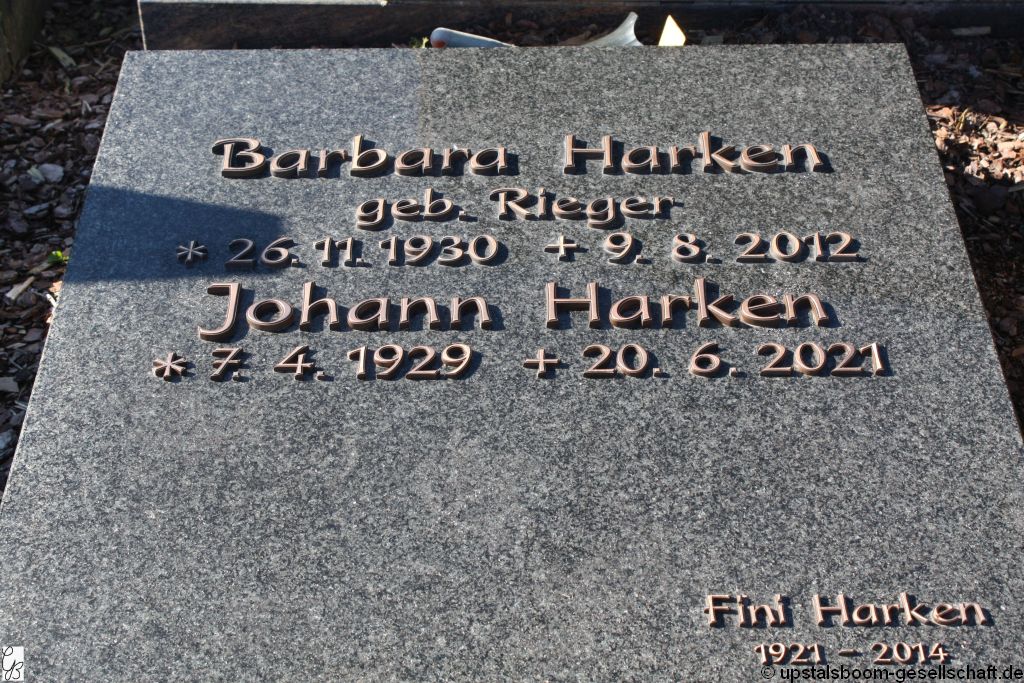 Barbara Harken
geb. Rieger
* 26. 11. 1930 + 9. 8. 2012
Johann Harken
* 7. 4. 1929 + 20. 6. 2021
Fini Harken
1921 - 2014
© upstalsboom-gesellschaft.de
GB